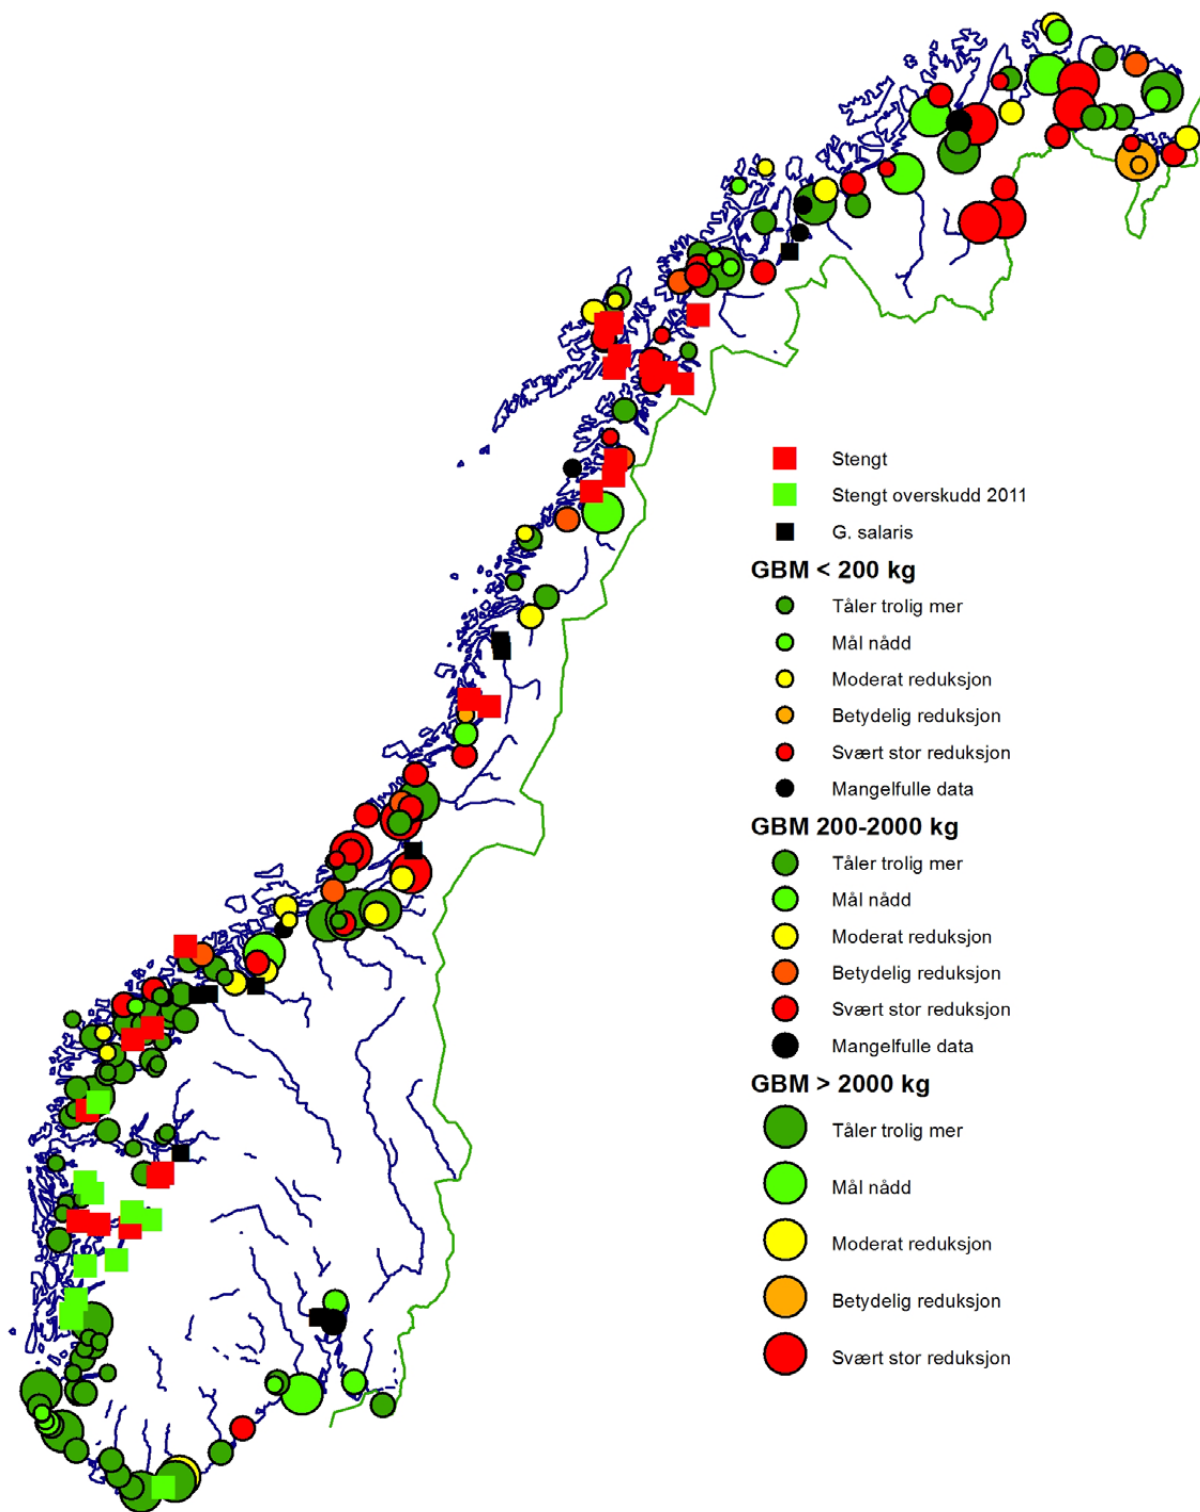 Stengt
Stengt overskudd 2011
G. salaris
GBM < 200 kg
Tåler trolig mer
Mål nådd
Moderat reduksjon
Betydelig reduksjon
Svært stor reduksjon
Mangelfulle data
GBM 200-2000 kg
Tåler trolig mer
Mål nådd
Moderat reduksjon
Betydelig reduksjon
Svært stor reduksjon
Mangelfulle data
GBM > 2000 kg
Tåler trolig mer
Mål nådd
Moderat reduksjon
Betydelig reduksjon
Svært stor reduksjon